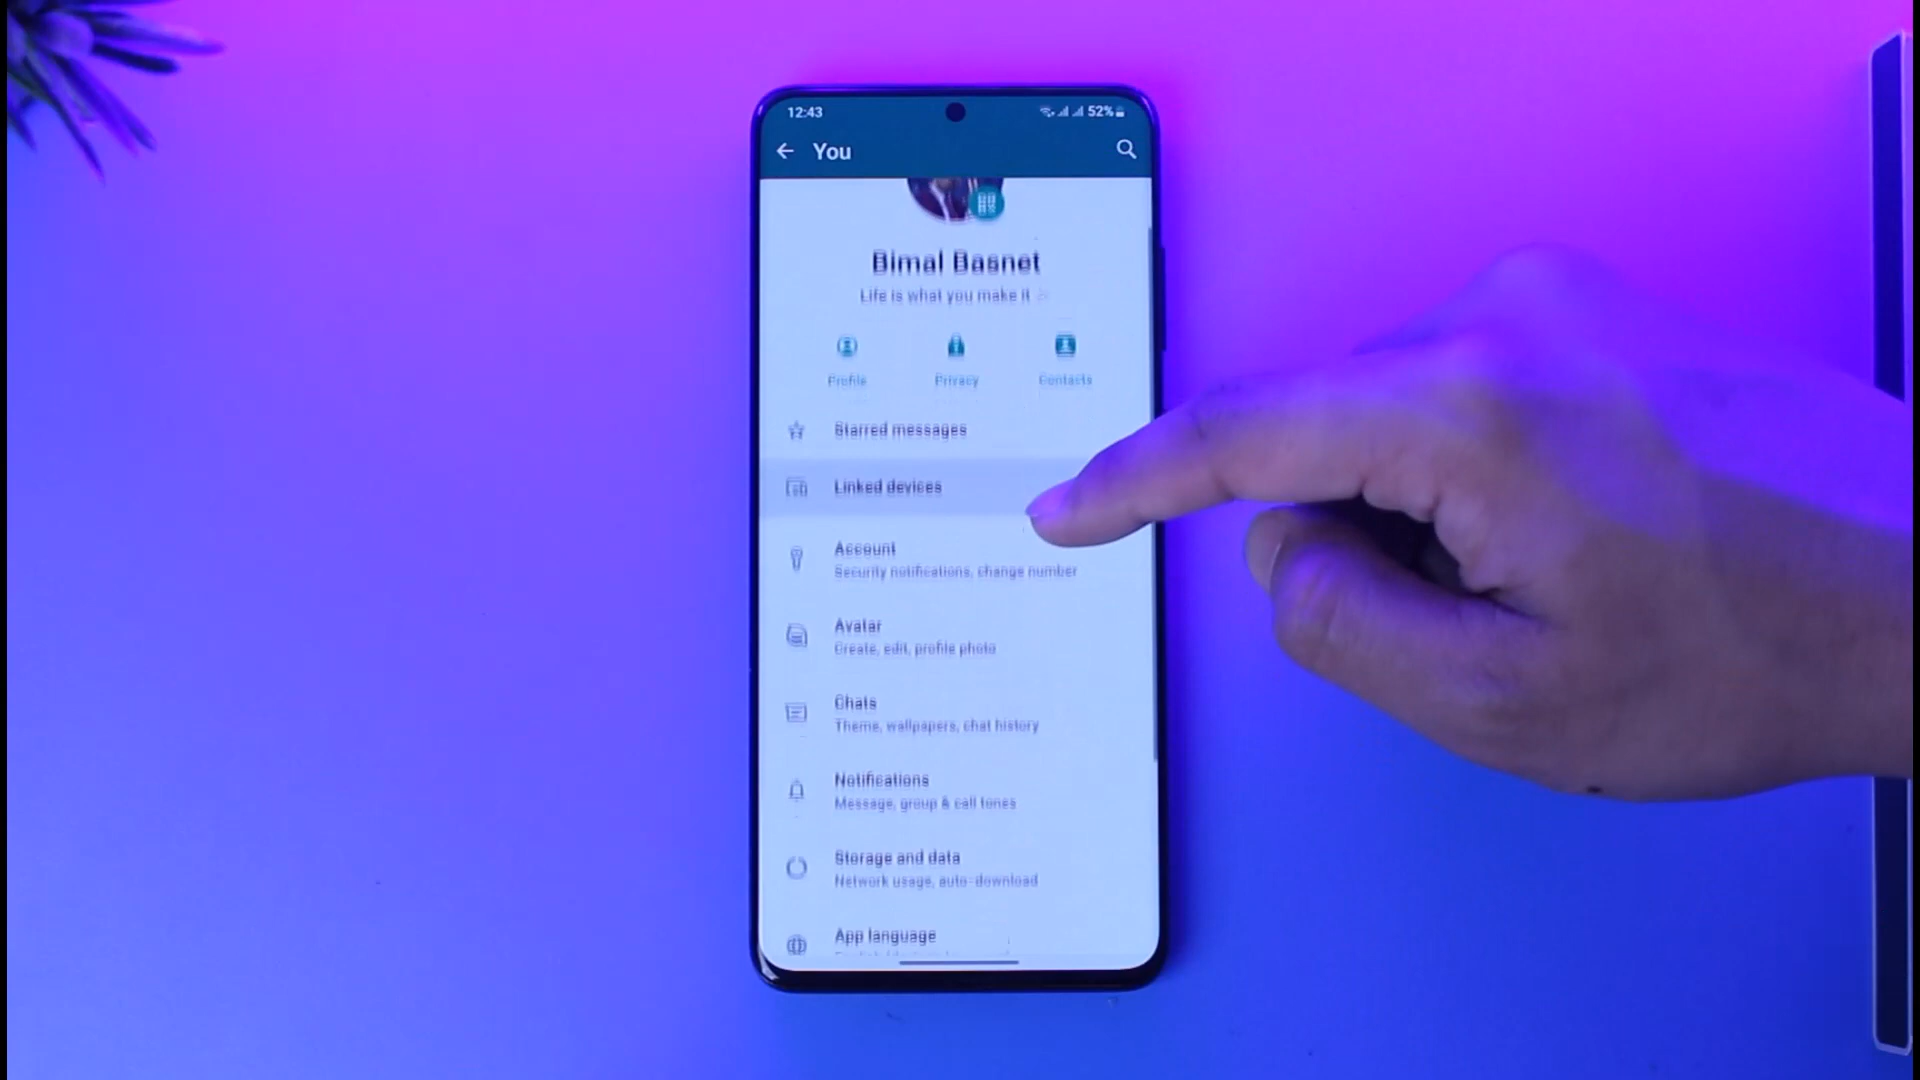 12:43
52%
You
Bimal Basnet
Life is what you make it
Profile
Privacy
Contacts
Starred messages
Linked devices
Account
Security notifications, change number
Avatar
Create, edit, profile photo
Chats
Theme, wallpapers, chat history
Notifications
Message, group & call tones
Storage and data
Network usage, auto-download
App language